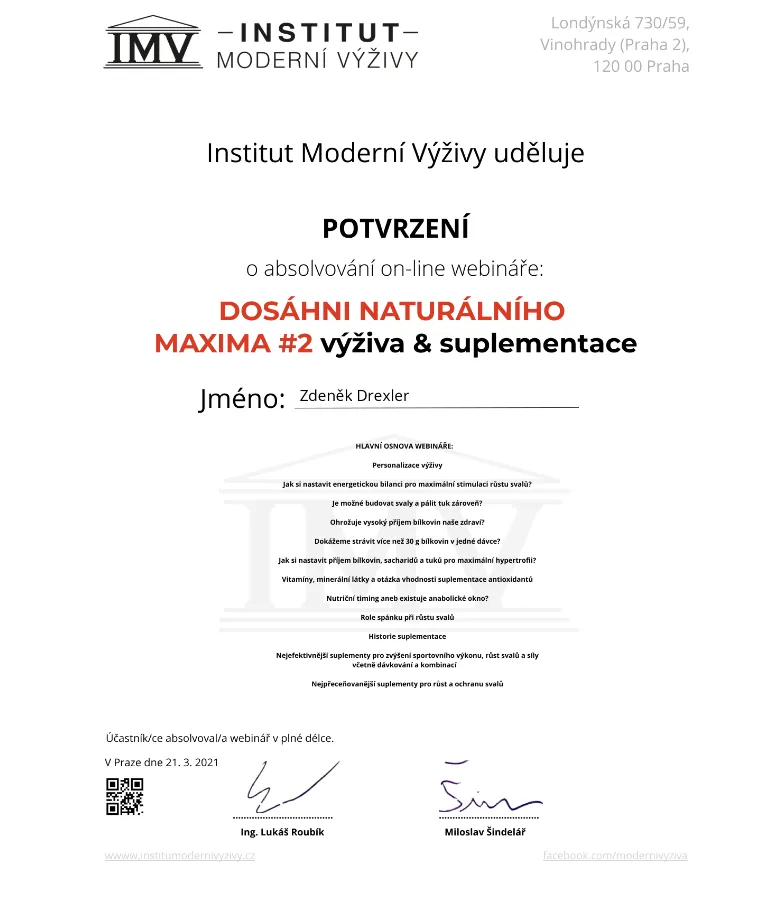 IMV
–INSTITUT–
MODERNÍ VÝŽIVY
Londýnská 730/59,
Vinohrady (Praha 2),
120 00 Praha
Institut Moderní Výživy uděluje
POTVRZENÍ
o absolvování on-line webináře:
DOSÁHNI NATURÁLNÍHO
MAXIMA #2 výživa & suplementace
Jméno: Zdeněk Drexler
HLAVNÍ OSNOVA WEBINÁŘE:
Personalizace výživy
Jak si nastavit energetickou bilanci pro maximální stimulaci růstu svalů?
Je možné budovat svaly a pálit tuk zároveň?
Ohrožuje vysoký příjem bílkovin naše zdraví?
Dokážeme strávit více než 30 g bílkovin v jedné dávce?
Jak si nastavit příjem bílkovin, sacharidů a tuků pro maximální hypertrofii?
Vitamíny, minerální látky a otázka vhodnosti suplementace antioxidantů
Nutriční timing aneb existuje anabolické okno?
Role spánku při růstu svalů
Historie suplementace
Nejefektivnější suplementy pro zvýšení sportovního výkonu, růst svalů a síly
včetně dávkování a kombinací
Nejpřeceňovanější suplementy pro růst a ochranu svalů
Účastník/ce absolvoval/a webinář v plné délce.
V Praze dne 21. 3. 2021
Ing. Lukáš Roubík
Miloslav Šindelář
wwww.institumodernivyzivy.cz
facebook.com/modernivyziva